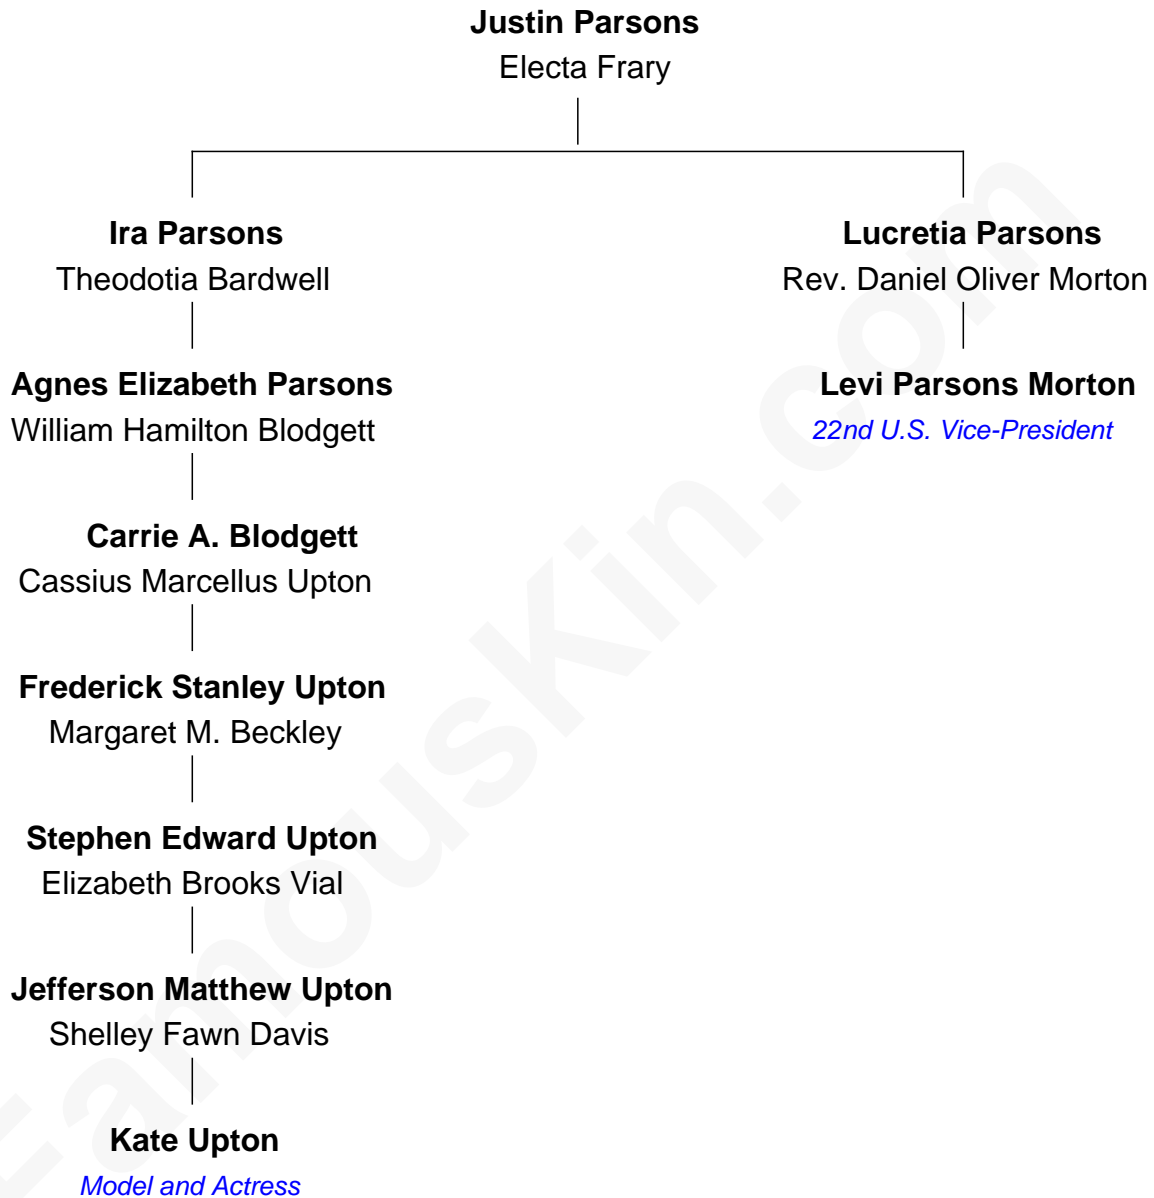 Justin Parsons
Electa Frary
Ira Parsons
Theodotia Bardwell
Lucretia Parsons
Rev. Daniel Oliver Morton
Agnes Elizabeth Parsons
William Hamilton Blodgett
Levi Parsons Morton
22nd U.S. Vice-President
Carrie A. Blodgett
Cassius Marcellus Upton
Frederick Stanley Upton
Margaret M. Beckley
Stephen Edward Upton
Elizabeth Brooks Vial
Jefferson Matthew Upton
Shelley Fawn Davis
Kate Upton
Model and Actress
FamousKin.com